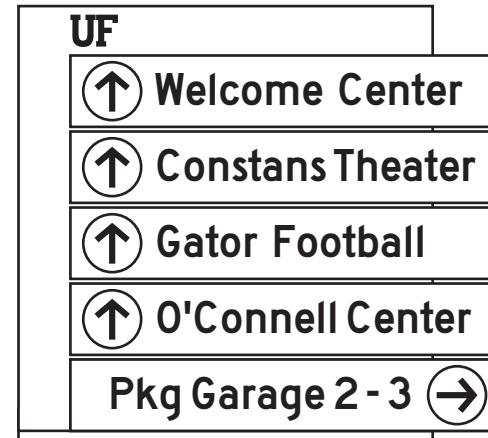 UF
Welcome Center
Constans Theater
Gator Football
O'Connell Center
Pkg Garage 2 - 3